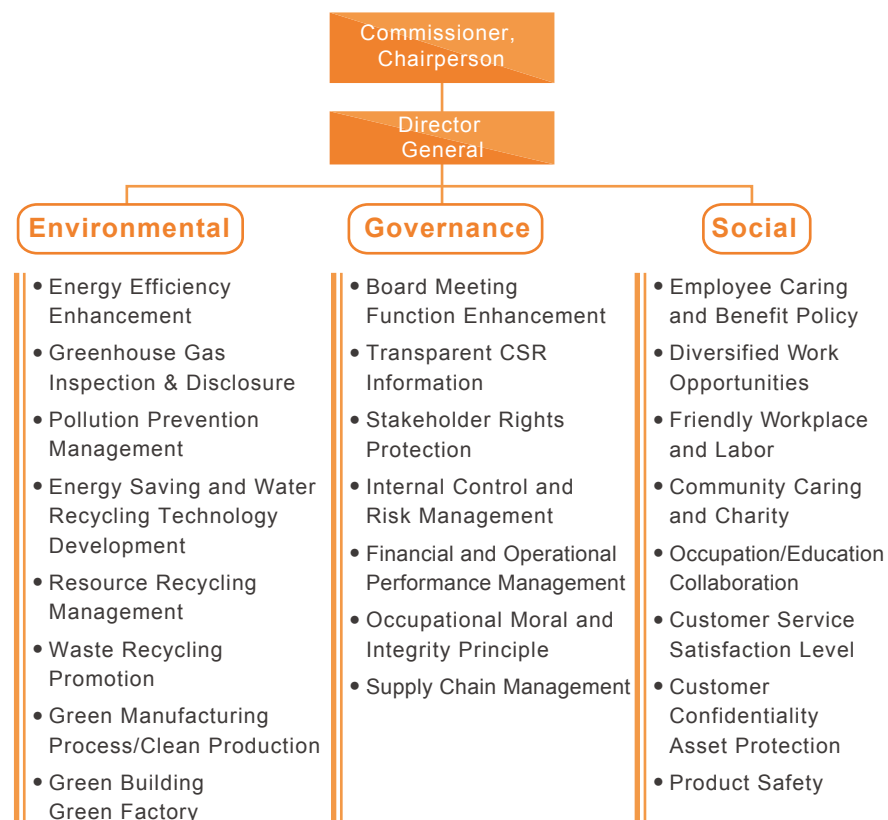 Commissioner,
Chairperson
Director
General
Environmental
• Energy Efficiency
Enhancement
• Greenhouse Gas
Inspection & Disclosure
• Pollution Prevention
Management
• Energy Saving and Water
Recycling Technology
Development
• Resource Recycling
Management
• Waste Recycling
Promotion
• Green Manufacturing
Process/Clean Production
• Green Building
Green Factory
Governance
• Board Meeting
Function Enhancement
• Transparent CSR
Information
• Stakeholder Rights
Protection
• Internal Control and
Risk Management
• Financial and Operational
Performance Management
• Occupational Moral and
Integrity Principle
• Supply Chain Management
Social
• Employee Caring
and Benefit Policy
• Diversified Work
Opportunities
• Friendly Workplace
and Labor
• Community Caring
and Charity
• Occupation/Education
Collaboration
• Customer Service
Satisfaction Level
• Customer
Confidentiality
Asset Protection
• Product Safety